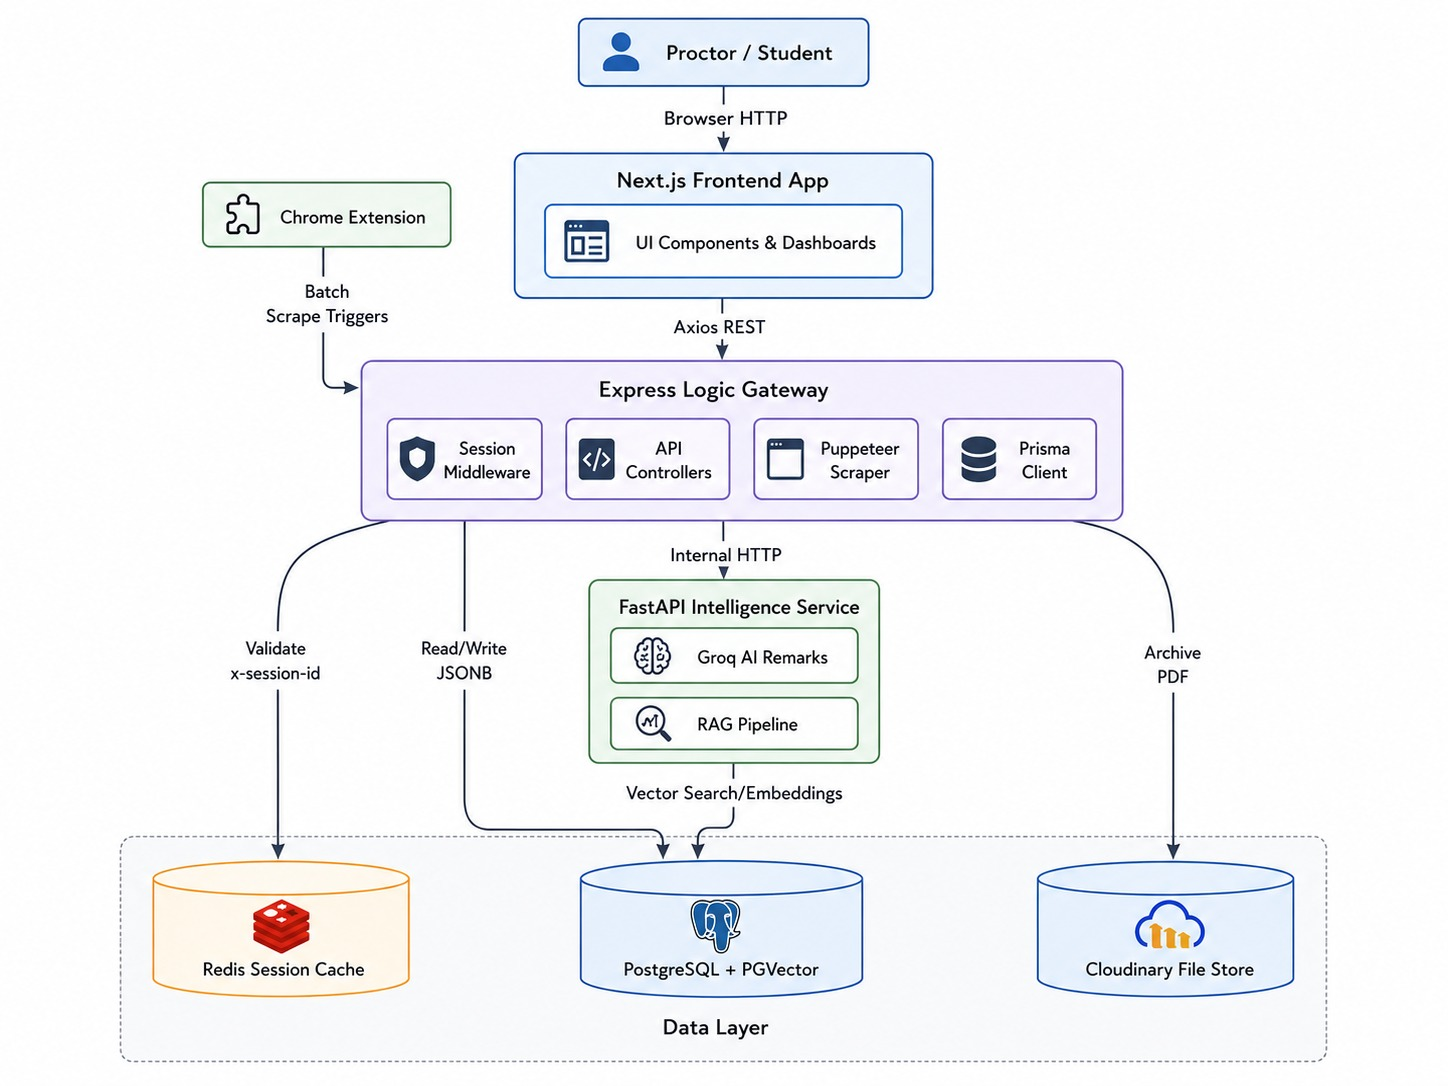 Proctor / Student
Browser HTTP
Next.js Frontend App
UI Components & Dashboards
Chrome Extension
Batch
Scrape Triggers
Axios REST
Express Logic Gateway
Session
Middleware
API
Controllers
Puppeteer
Scraper
Prisma
Client
Internal HTTP
Validate
x-session-id
Read/Write
JSONB
FastAPI Intelligence Service
Groq AI Remarks
RAG Pipeline
Archive
PDF
Vector Search/Embeddings
Redis Session Cache
PostgreSQL + PGVector
Cloudinary File Store
Data Layer